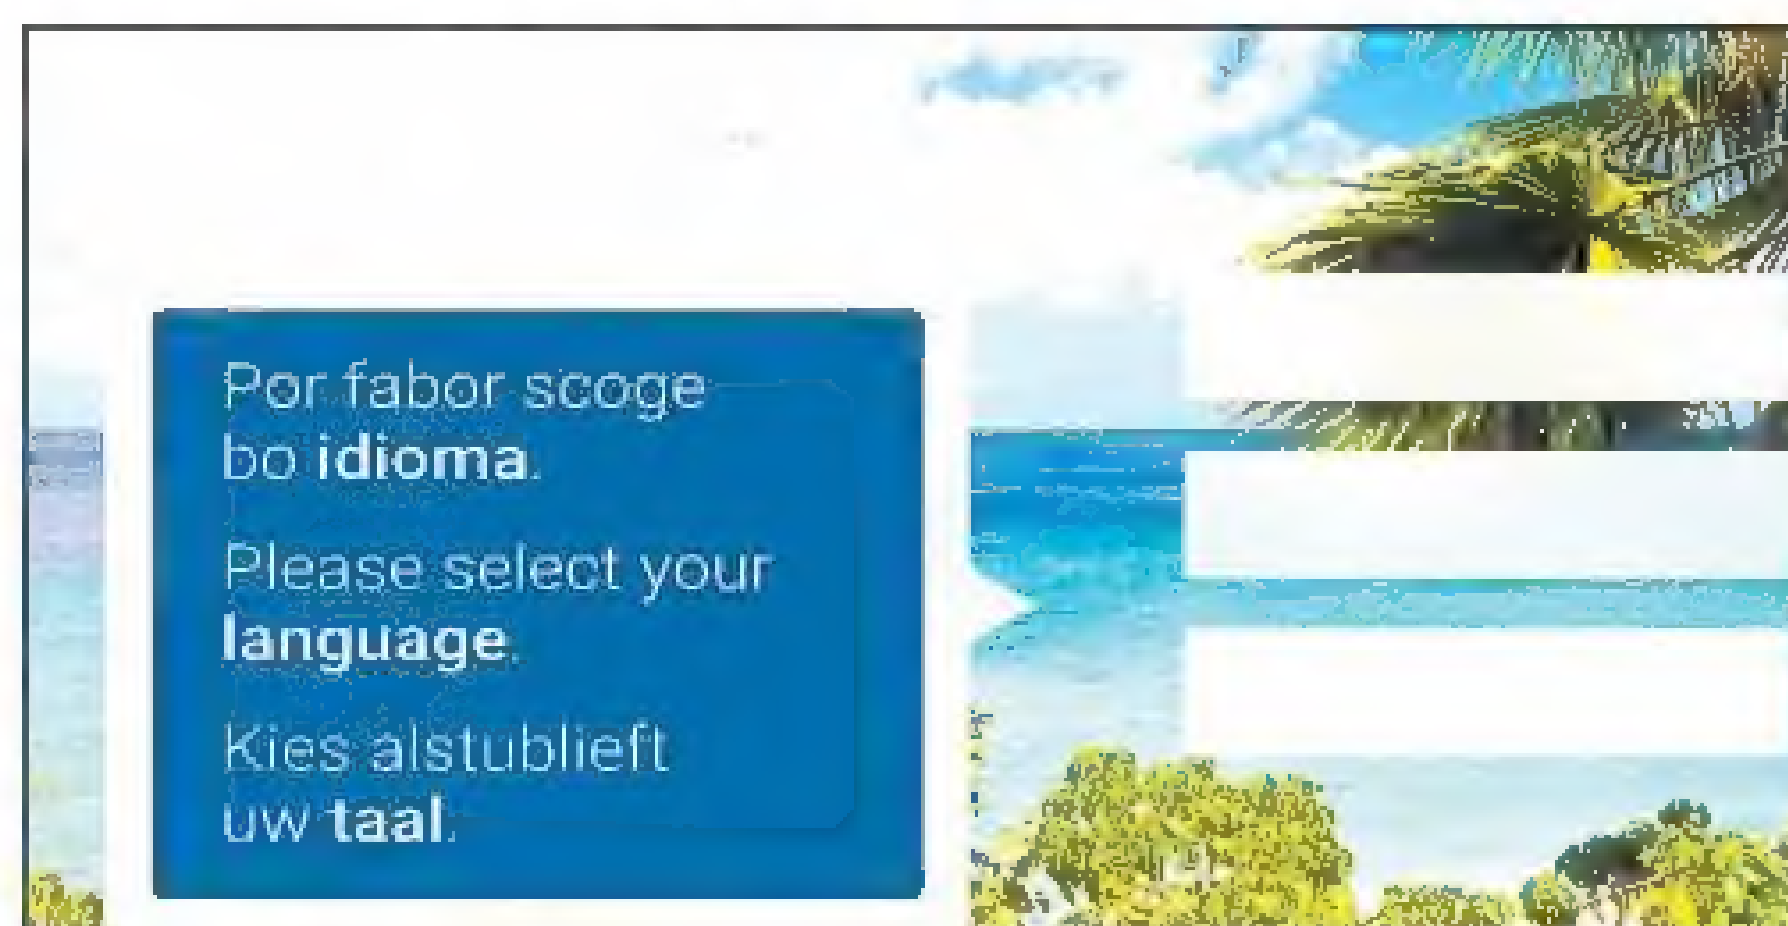 Por fabor scoge
bo idioma.
Please select your
language.
Kies alstublieft
uw taal.